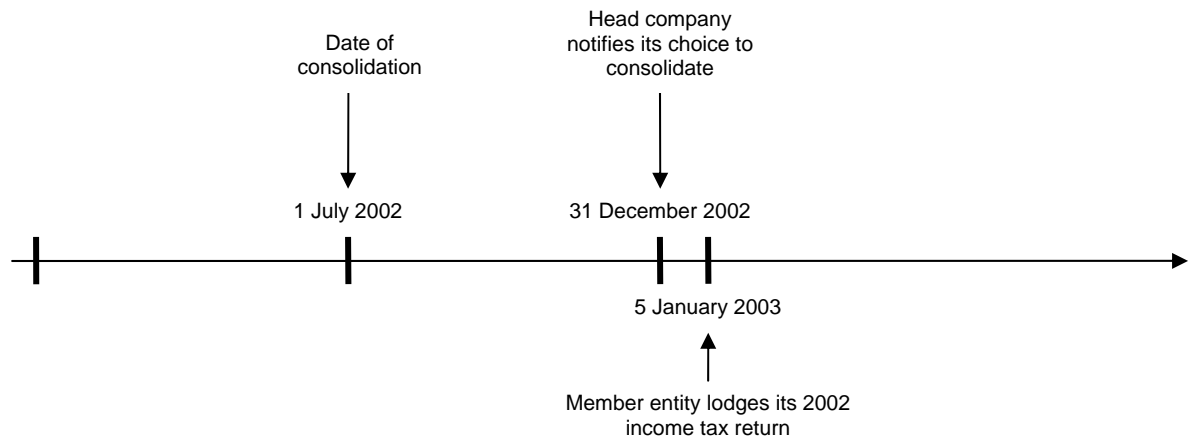 Head company
notifies its choice to
consolidate
Date of
consolidation
1 July 2002
31 December 2002
5 January 2003
Member entity lodges its 2002
income tax return